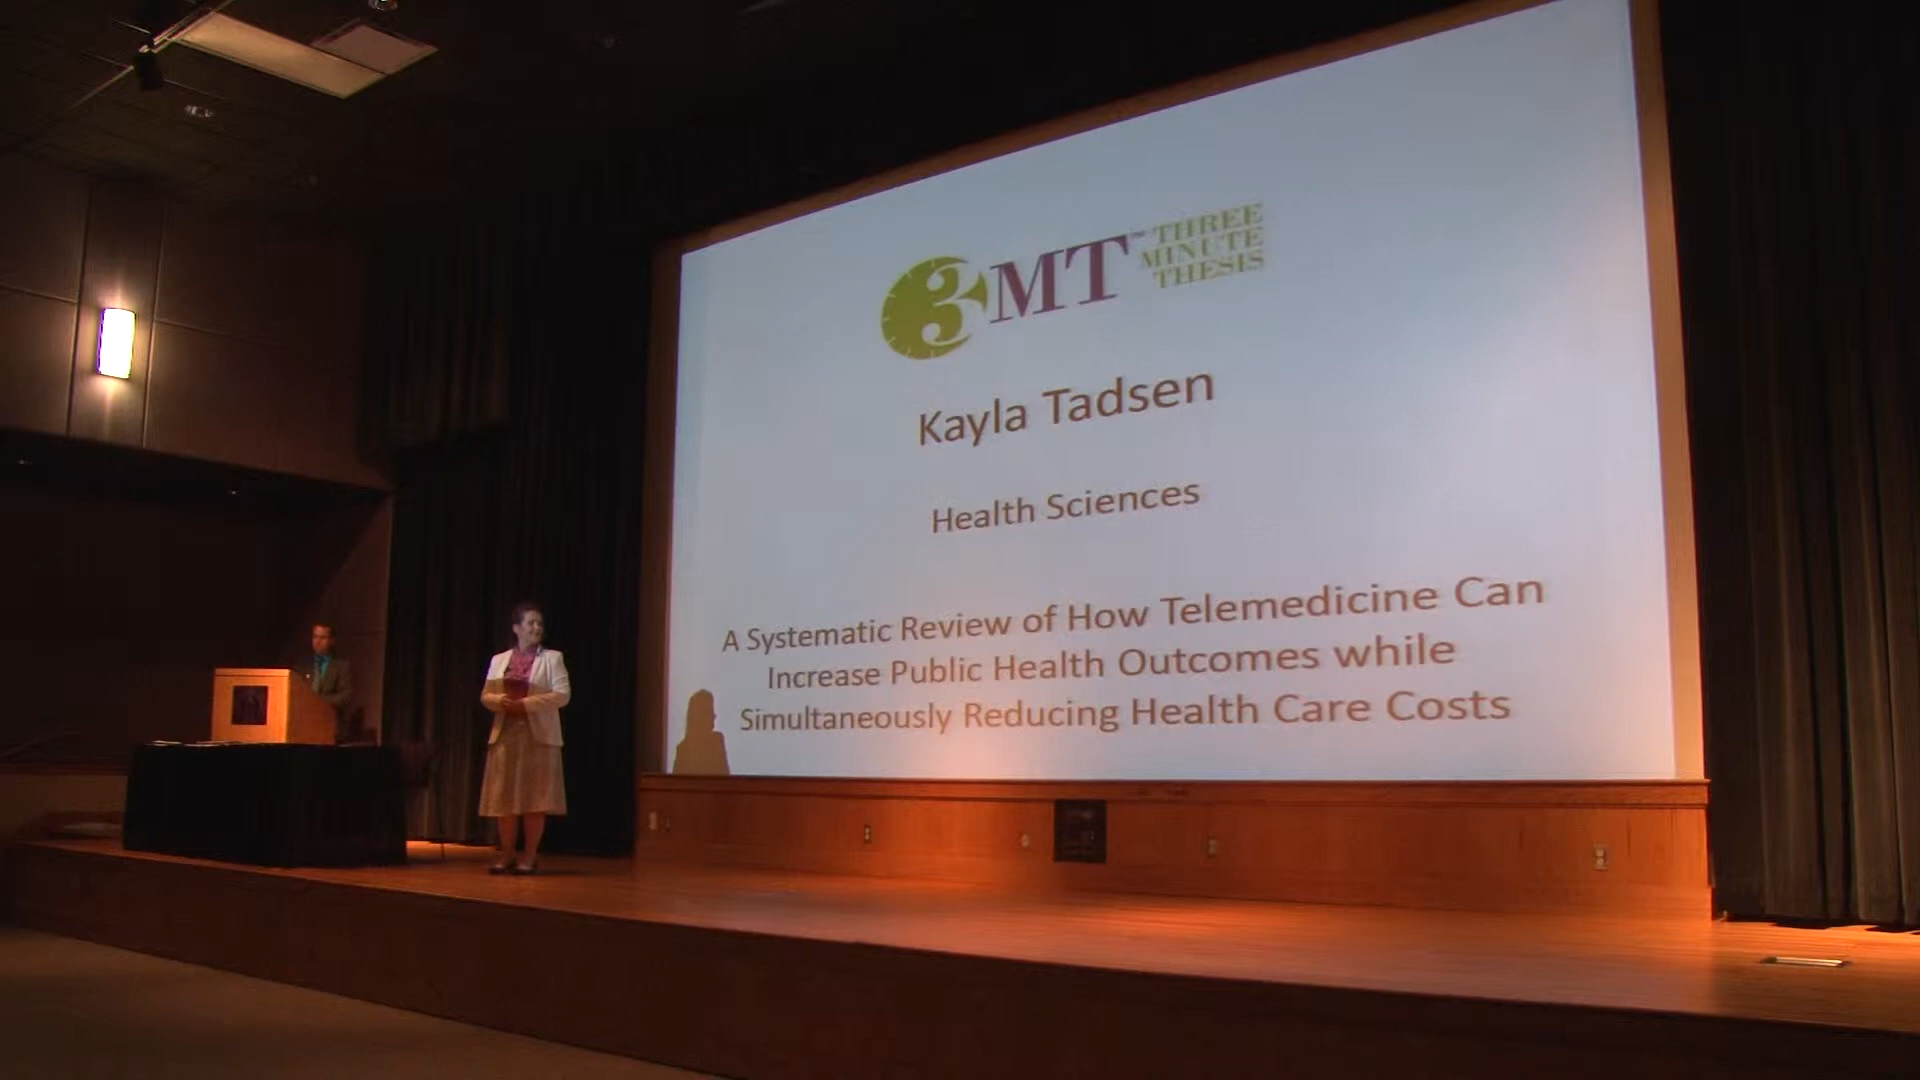 3MT™ THREE
MINUTE
THESIS
Kayla Tadsen
Health Sciences
A Systematic Review of How Telemedicine Can
Increase Public Health Outcomes while
Simultaneously Reducing Health Care Costs